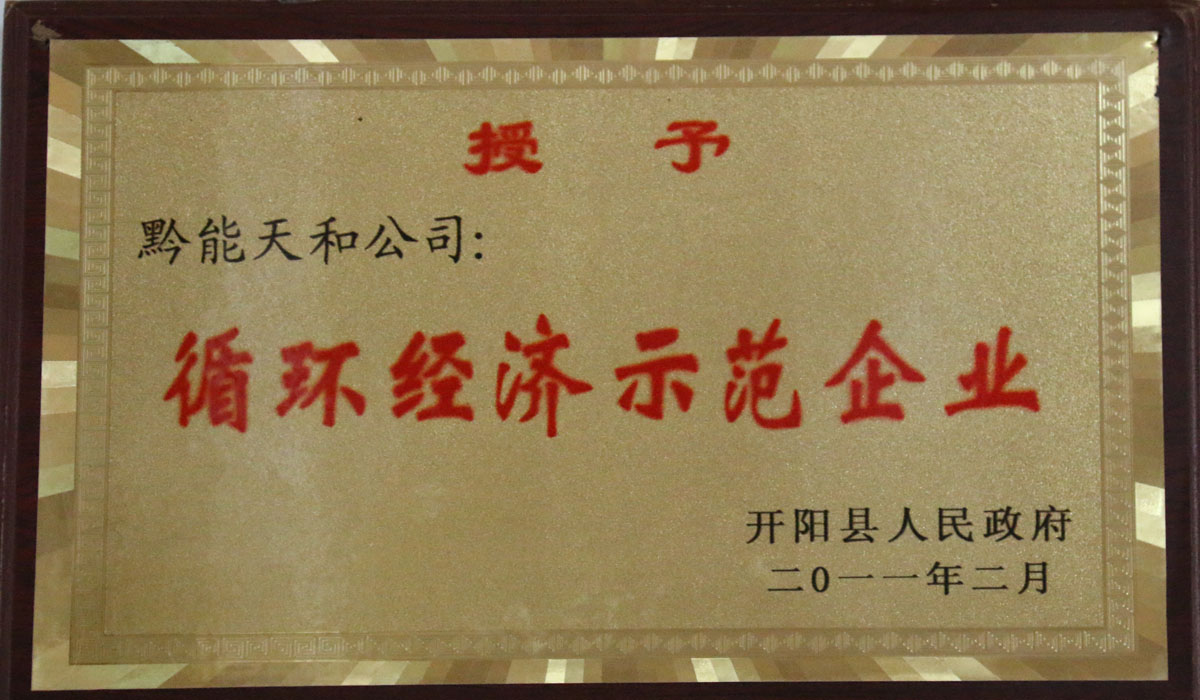 授予
黔能天和公司:
循环经济示范企业
开阳县人民政府
二0一一年二月